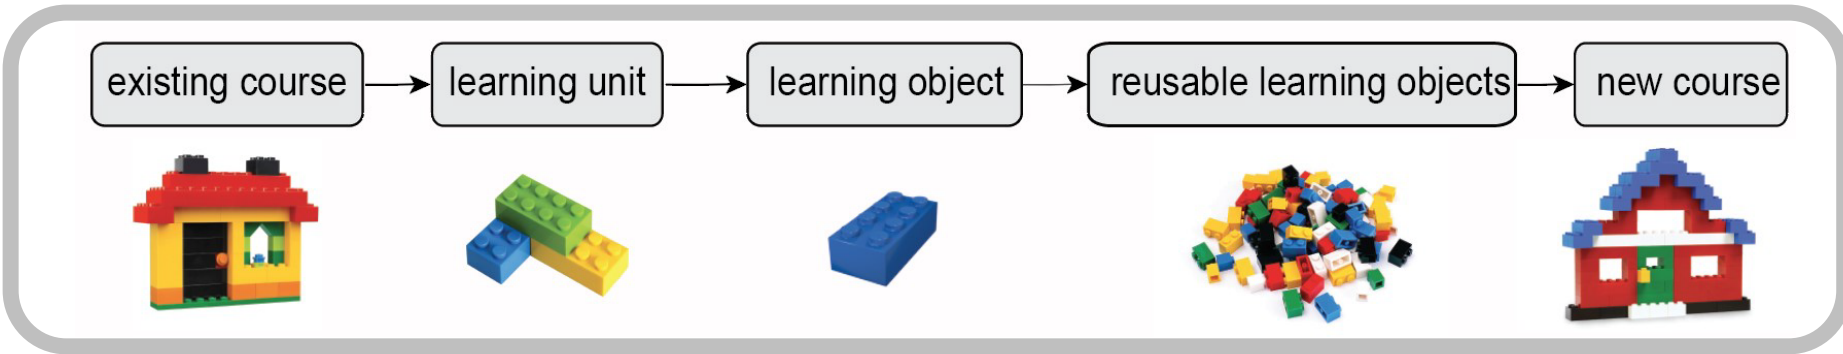 existing course
learning unit
learning object
reusable learning objects
new course